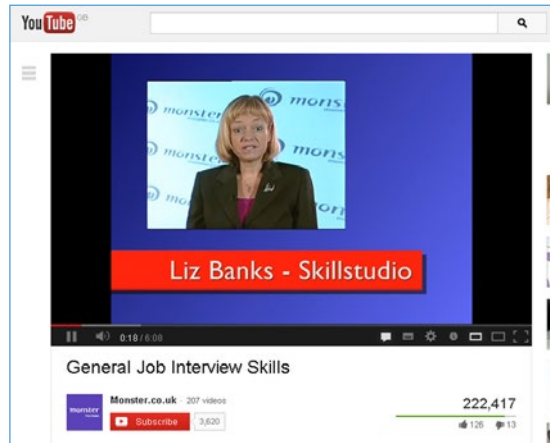 YouTube GB
monster
monster
monster
monst
Liz Banks - Skillstudio
0:18 / 6:08
General Job Interview Skills
monster
Monster.co.uk · 207 videos
Subscribe 3,620
222,417
126 13